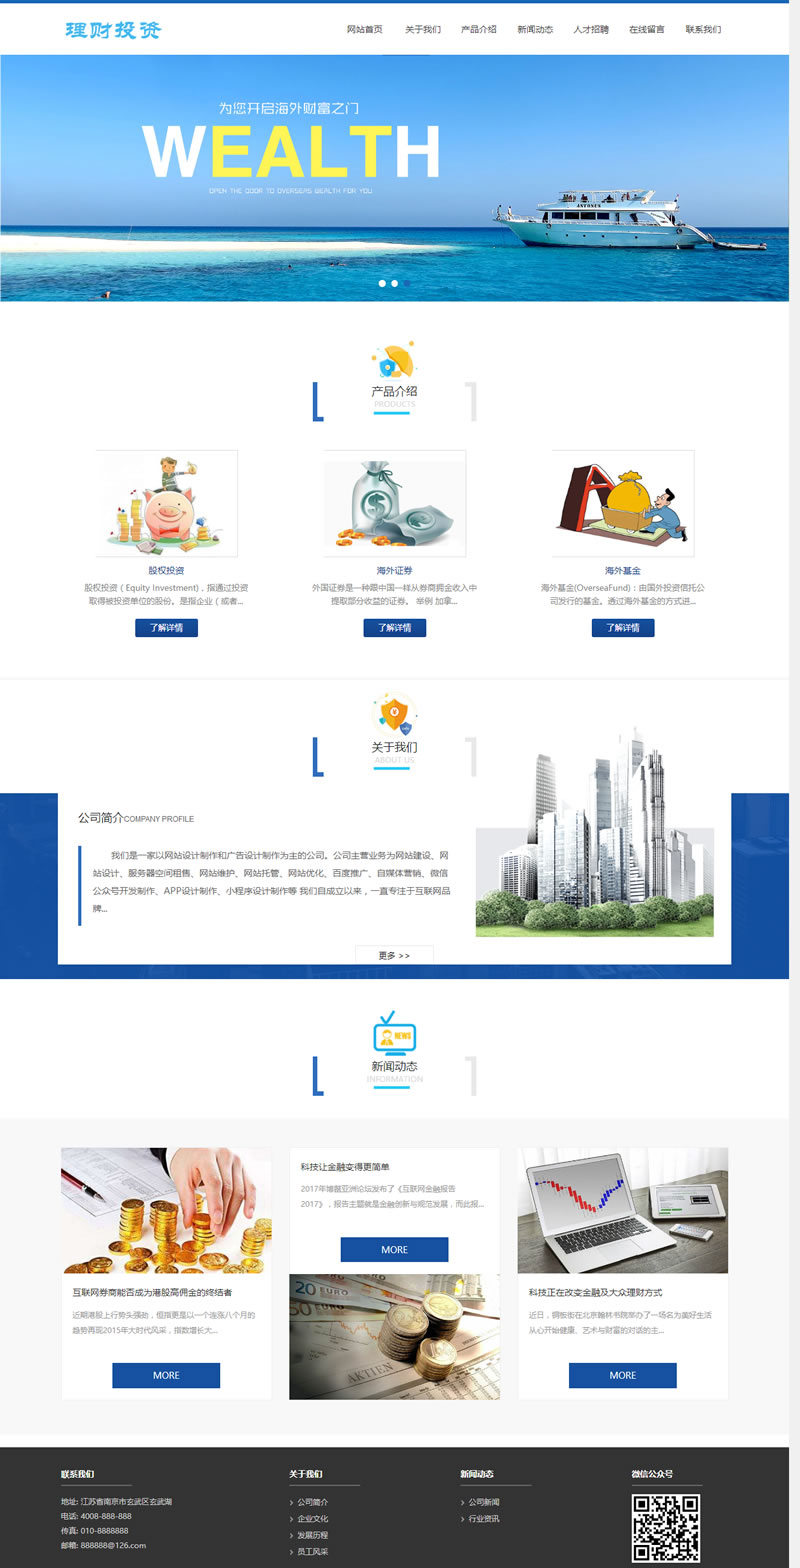 理财投资
网站首页 关于我们 产品介绍 新闻动态 人才招聘 在线留言 联系我们
为您开启海外财富之门
WEALTH
OPEN THE DOOR TO OVERSEAS WEALTH FOR YOU
产品介绍
PRODUCTS
股权投资
股权投资（Equity Investment)，指通过投资
取得被投资单位的股份。是指企业（或者...
了解详情
海外证券
外国证券是一种跟中国一样从券商拥金收入中
提取部分收益的证券。 举例 加拿...
了解详情
海外基金
海外基金(OverseaFund)：由国外投资信托公
司发行的基金。通过海外基金的方式进...
了解详情
关于我们
ABOUT US
公司简介COMPANY PROFILE
我们是一家以网站设计制作和广告设计制作为主的公司。公司主营业务为网站建设、网
站设计、服务器空间租售、网站维护、网站托管、网站优化、百度推广、自媒体营销、微信
公众号开发制作、APP设计制作、小程序设计制作等 我们自成立以来，一直专注于互联网品
牌...
更多 >>
NEWS
新闻动态
INFORMATION
互联网券商能否成为港股高佣金的终结者
近期港股上行势头强劲，恒指更是以一个连涨八个月的
趋势再现2015年大时代风采，指数增长大...
MORE
科技让金融变得更简单
2017年博鳌亚洲论坛发布了《互联网金融报告
2017》，报告主题就是金融创新与规范发展，而此报...
MORE
20 EURO
50 EURO
AKTIEN
科技正在改变金融及大众理财方式
近日，铜板街在北京翰林书院举办了一场名为美好生活
从心开始健康、艺术与财富的对话的主...
MORE
联系我们
地址: 江苏省南京市玄武区玄武湖
电话: 4008-888-888
传真: 010-8888888
邮箱: 888888@126.com
关于我们
公司简介
企业文化
发展历程
员工风采
新闻动态
公司新闻
行业资讯
微信公众号